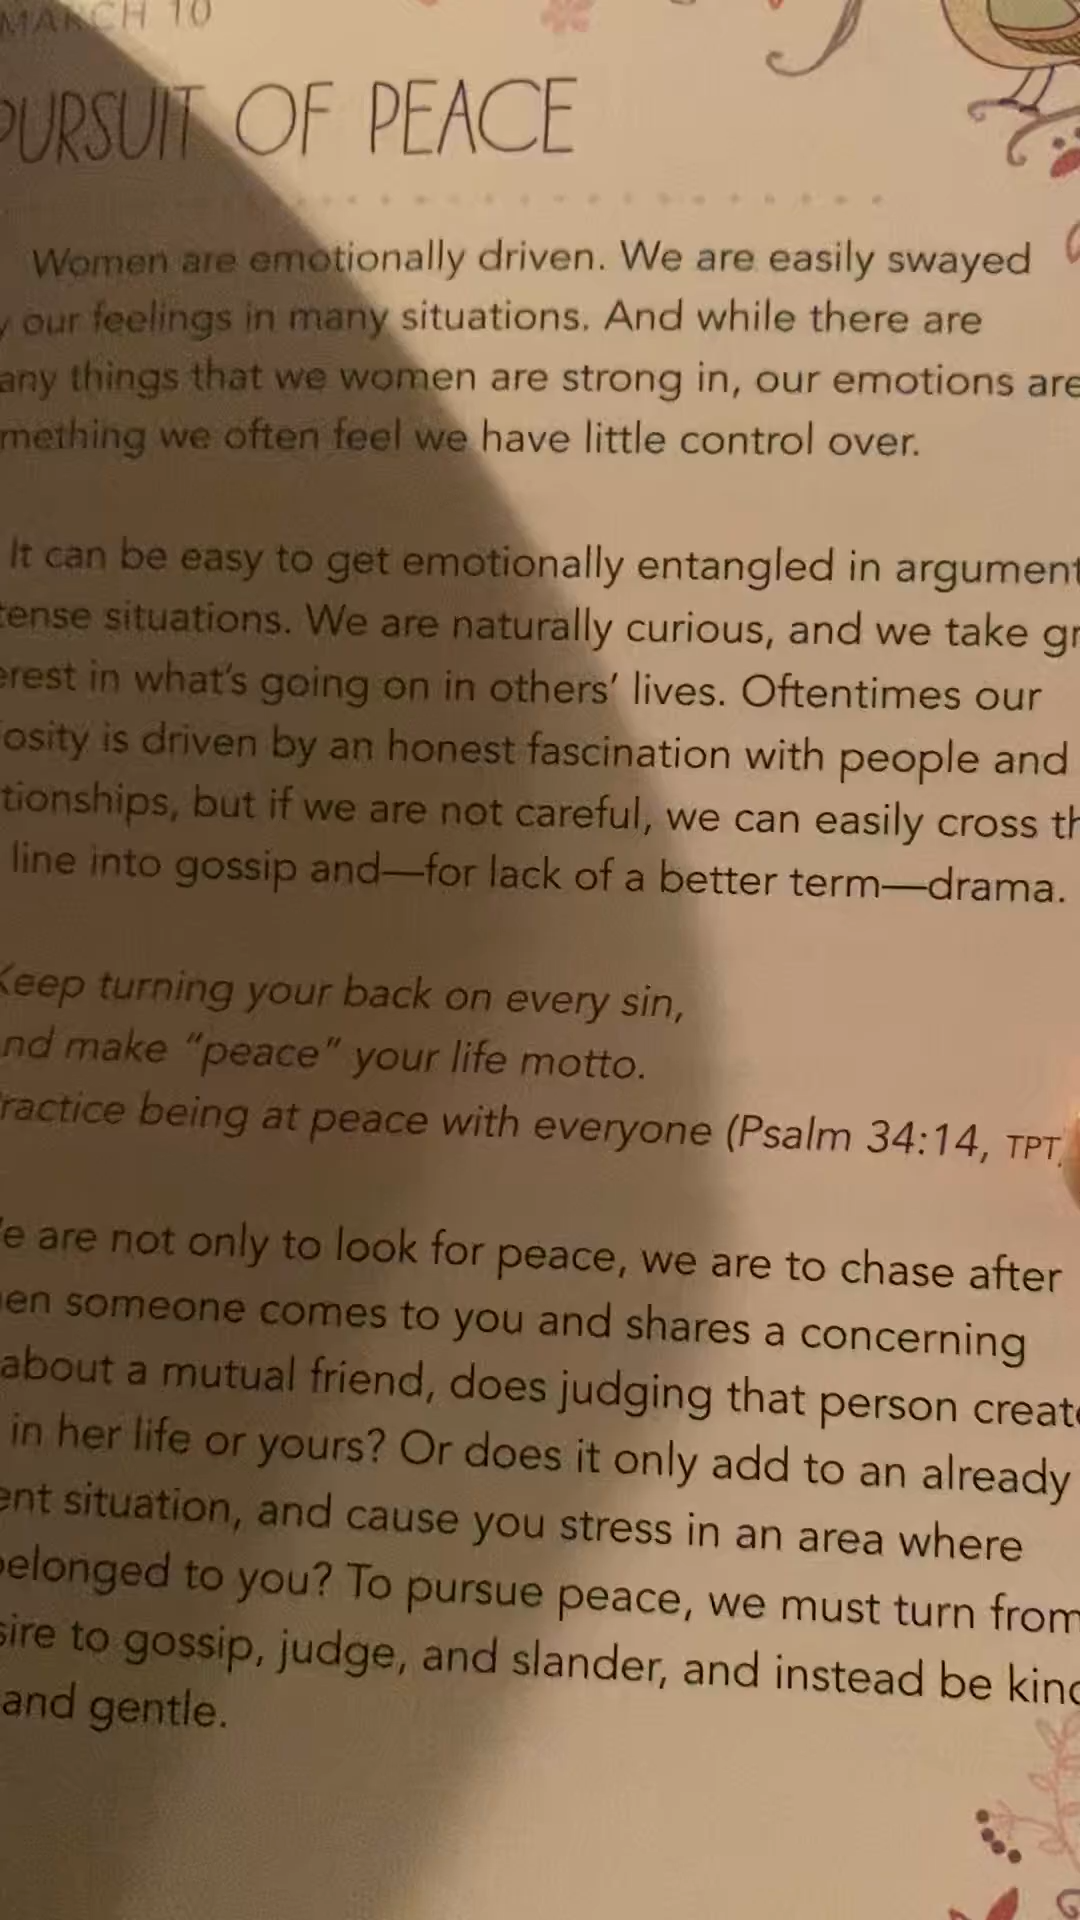 MARCH 10
PURSUIT OF PEACE
Women are emotionally driven. We are easily swayed
our feelings in many situations. And while there are
any things that we women are strong in, our emotions are
mething we often feel we have little control over.
It can be easy to get emotionally entangled in argument
tense situations. We are naturally curious, and we take gr
erest in what's going on in others' lives. Oftentimes our
osity is driven by an honest fascination with people and
tionships, but if we are not careful, we can easily cross th
line into gossip and—for lack of a better term—drama.
Keep turning your back on every sin,
nd make "peace" your life motto.
ractice being at peace with everyone (Psalm 34:14, TPT
e are not only to look for peace, we are to chase after
en someone comes to you and shares a concerning
about a mutual friend, does judging that person create
in her life or yours? Or does it only add to an already
ent situation, and cause you stress in an area where
belonged to you? To pursue peace, we must turn from
sire to gossip, judge, and slander, and instead be kind
and gentle.